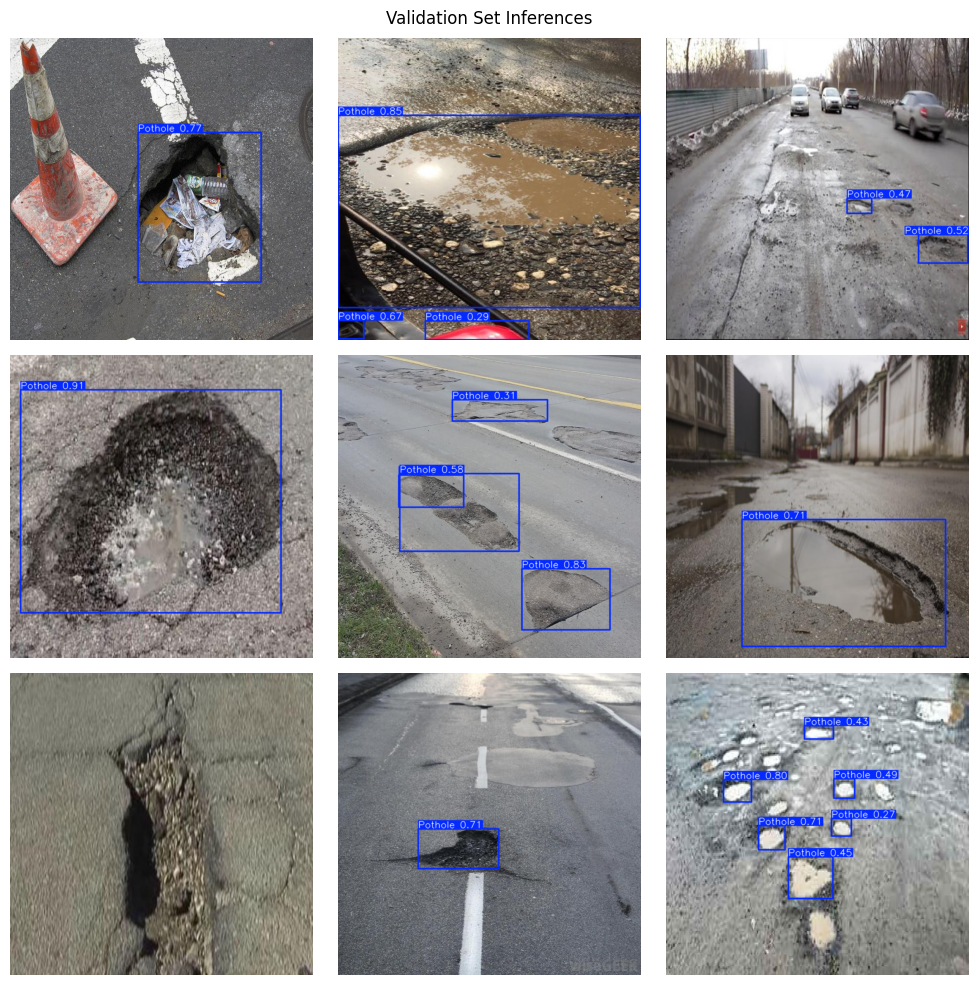 Validation Set Inferences
Pothole 0.77
Pothole 0.85
Pothole 0.67
Pothole 0.29
Pothole 0.47
Pothole 0.52
Pothole 0.91
Pothole 0.31
Pothole 0.58
Pothole 0.83
Pothole 0.71
Pothole 0.71
Pothole 0.43
Pothole 0.80
Pothole 0.49
Pothole 0.71
Pothole 0.27
Pothole 0.45